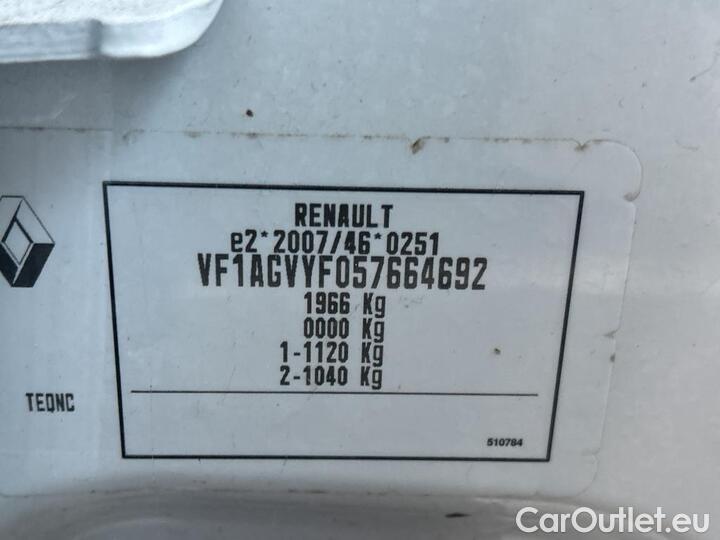 RENAULT
e2*2007/46*0251
VF1AGVYF057664692
1966 Kg
0000 Kg
1-1120 Kg
2-1040 Kg
TEQNC
510784
CarOutlet.eu